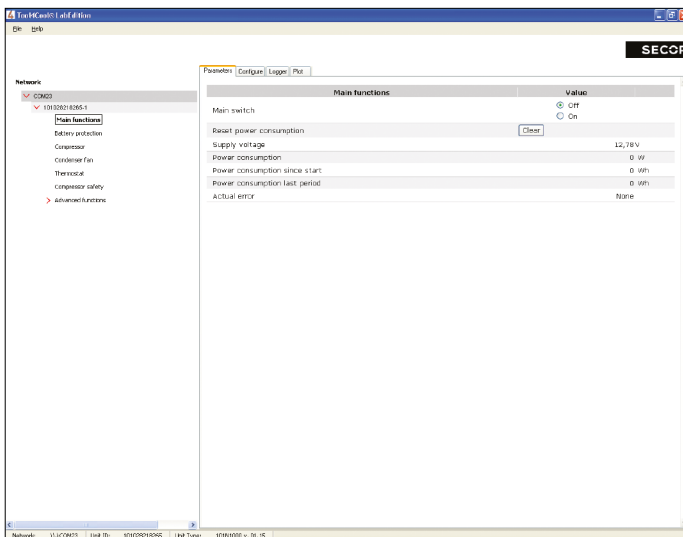 Tool4Cool® LabEdition
File Help
SECOP
Parameters Configure Logger Plot
Network
Main functions Value
COM23
101028218265-1
Main switch Off
On
Main functions
Battery protection
Reset power consumption Clear
Compressor
Supply voltage 12,78 V
Condenser fan
Power consumption 0 W
Thermostat
Power consumption since start 0 Wh
Compressor safety
Power consumption last period 0 Wh
Advanced functions
Actual error None
Network: \\.\COM23 Unit ID: 101028218265 Unit Type: